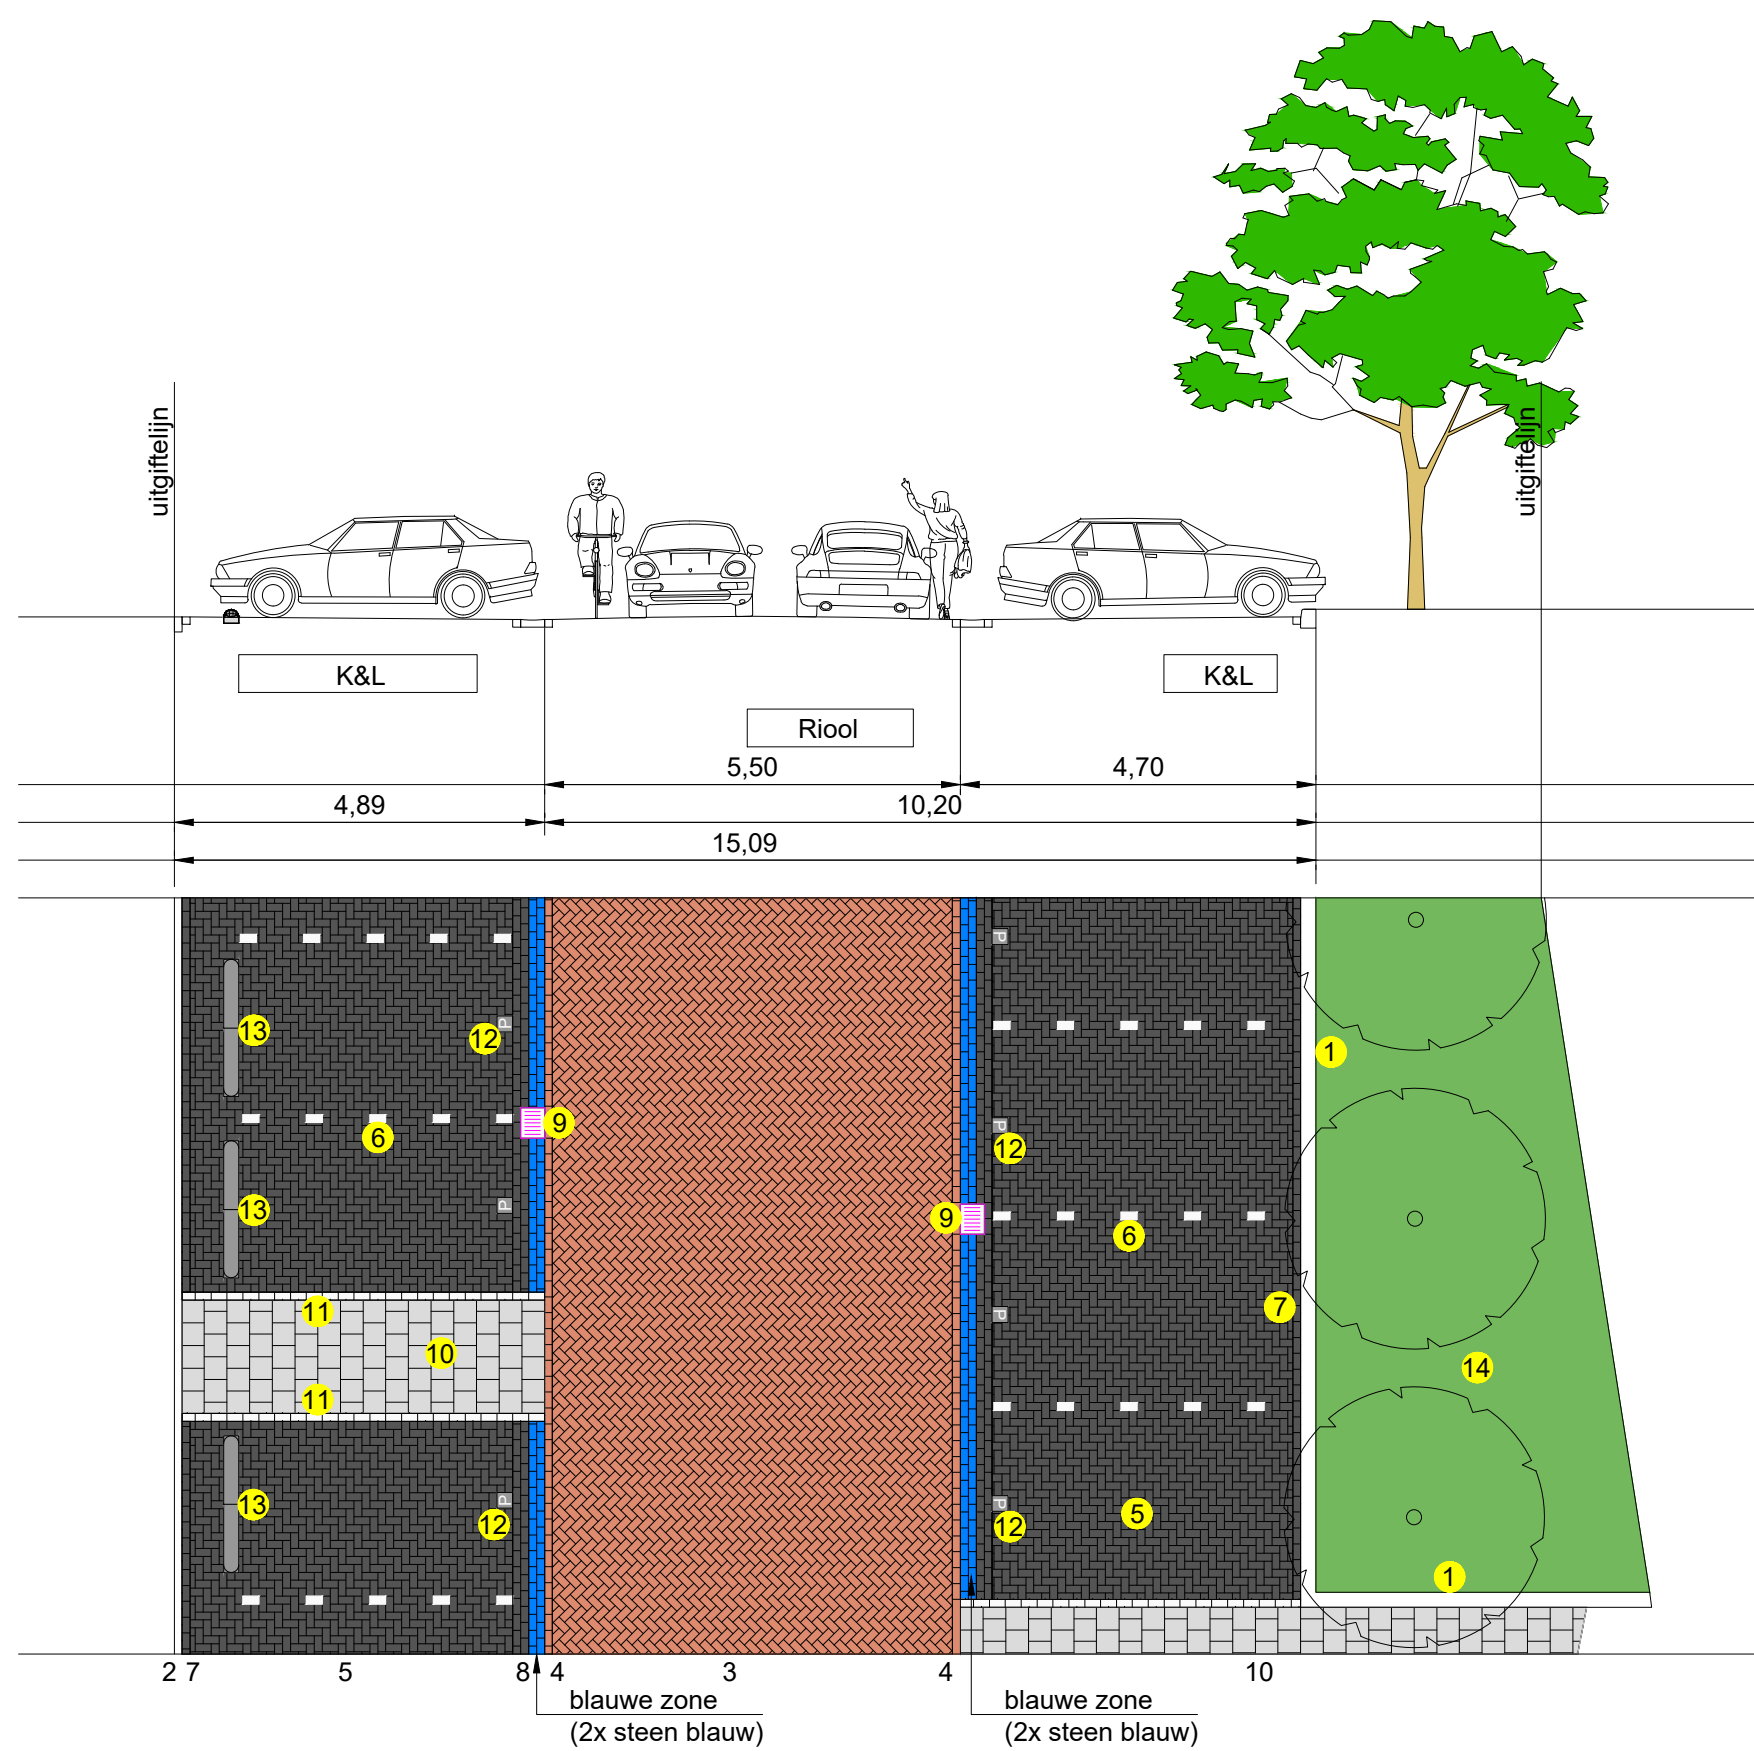 uitgiftelijn
uitgiftelijn
K&L
K&L
Riool
5,50
4,70
4,89
10,20
15,09
P
13
P
12
1
9
6
P
12
13
P
9
6
7
11
P
10
14
11
13
P
12
P
12
5
1
2 7 5 8 4 3 4 10
blauwe zone
(2x steen blauw)
blauwe zone
(2x steen blauw)